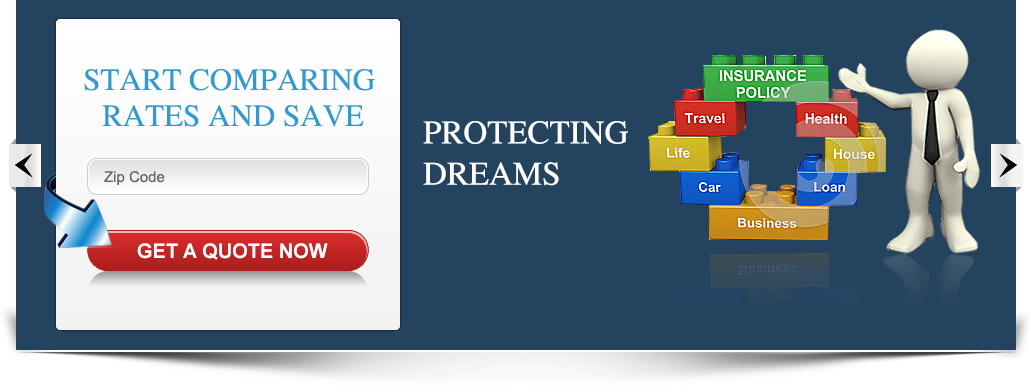 START COMPARING
RATES AND SAVE
Zip Code
GET A QUOTE NOW
PROTECTING
DREAMS
INSURANCE
POLICY
Travel
Health
Life
House
Car
Loan
Business
Business